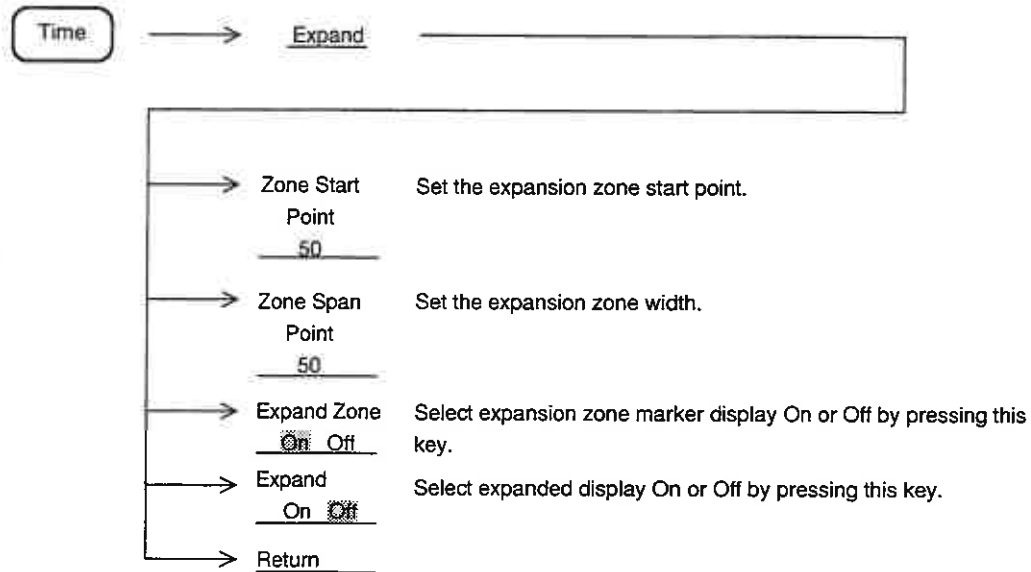 Time
Expand
Zone Start
Point
50
Set the expansion zone start point.
Zone Span
Point
50
Set the expansion zone width.
Expand Zone
On Off
Select expansion zone marker display On or Off by pressing this
key.
Expand
On Off
Select expanded display On or Off by pressing this key.
Return